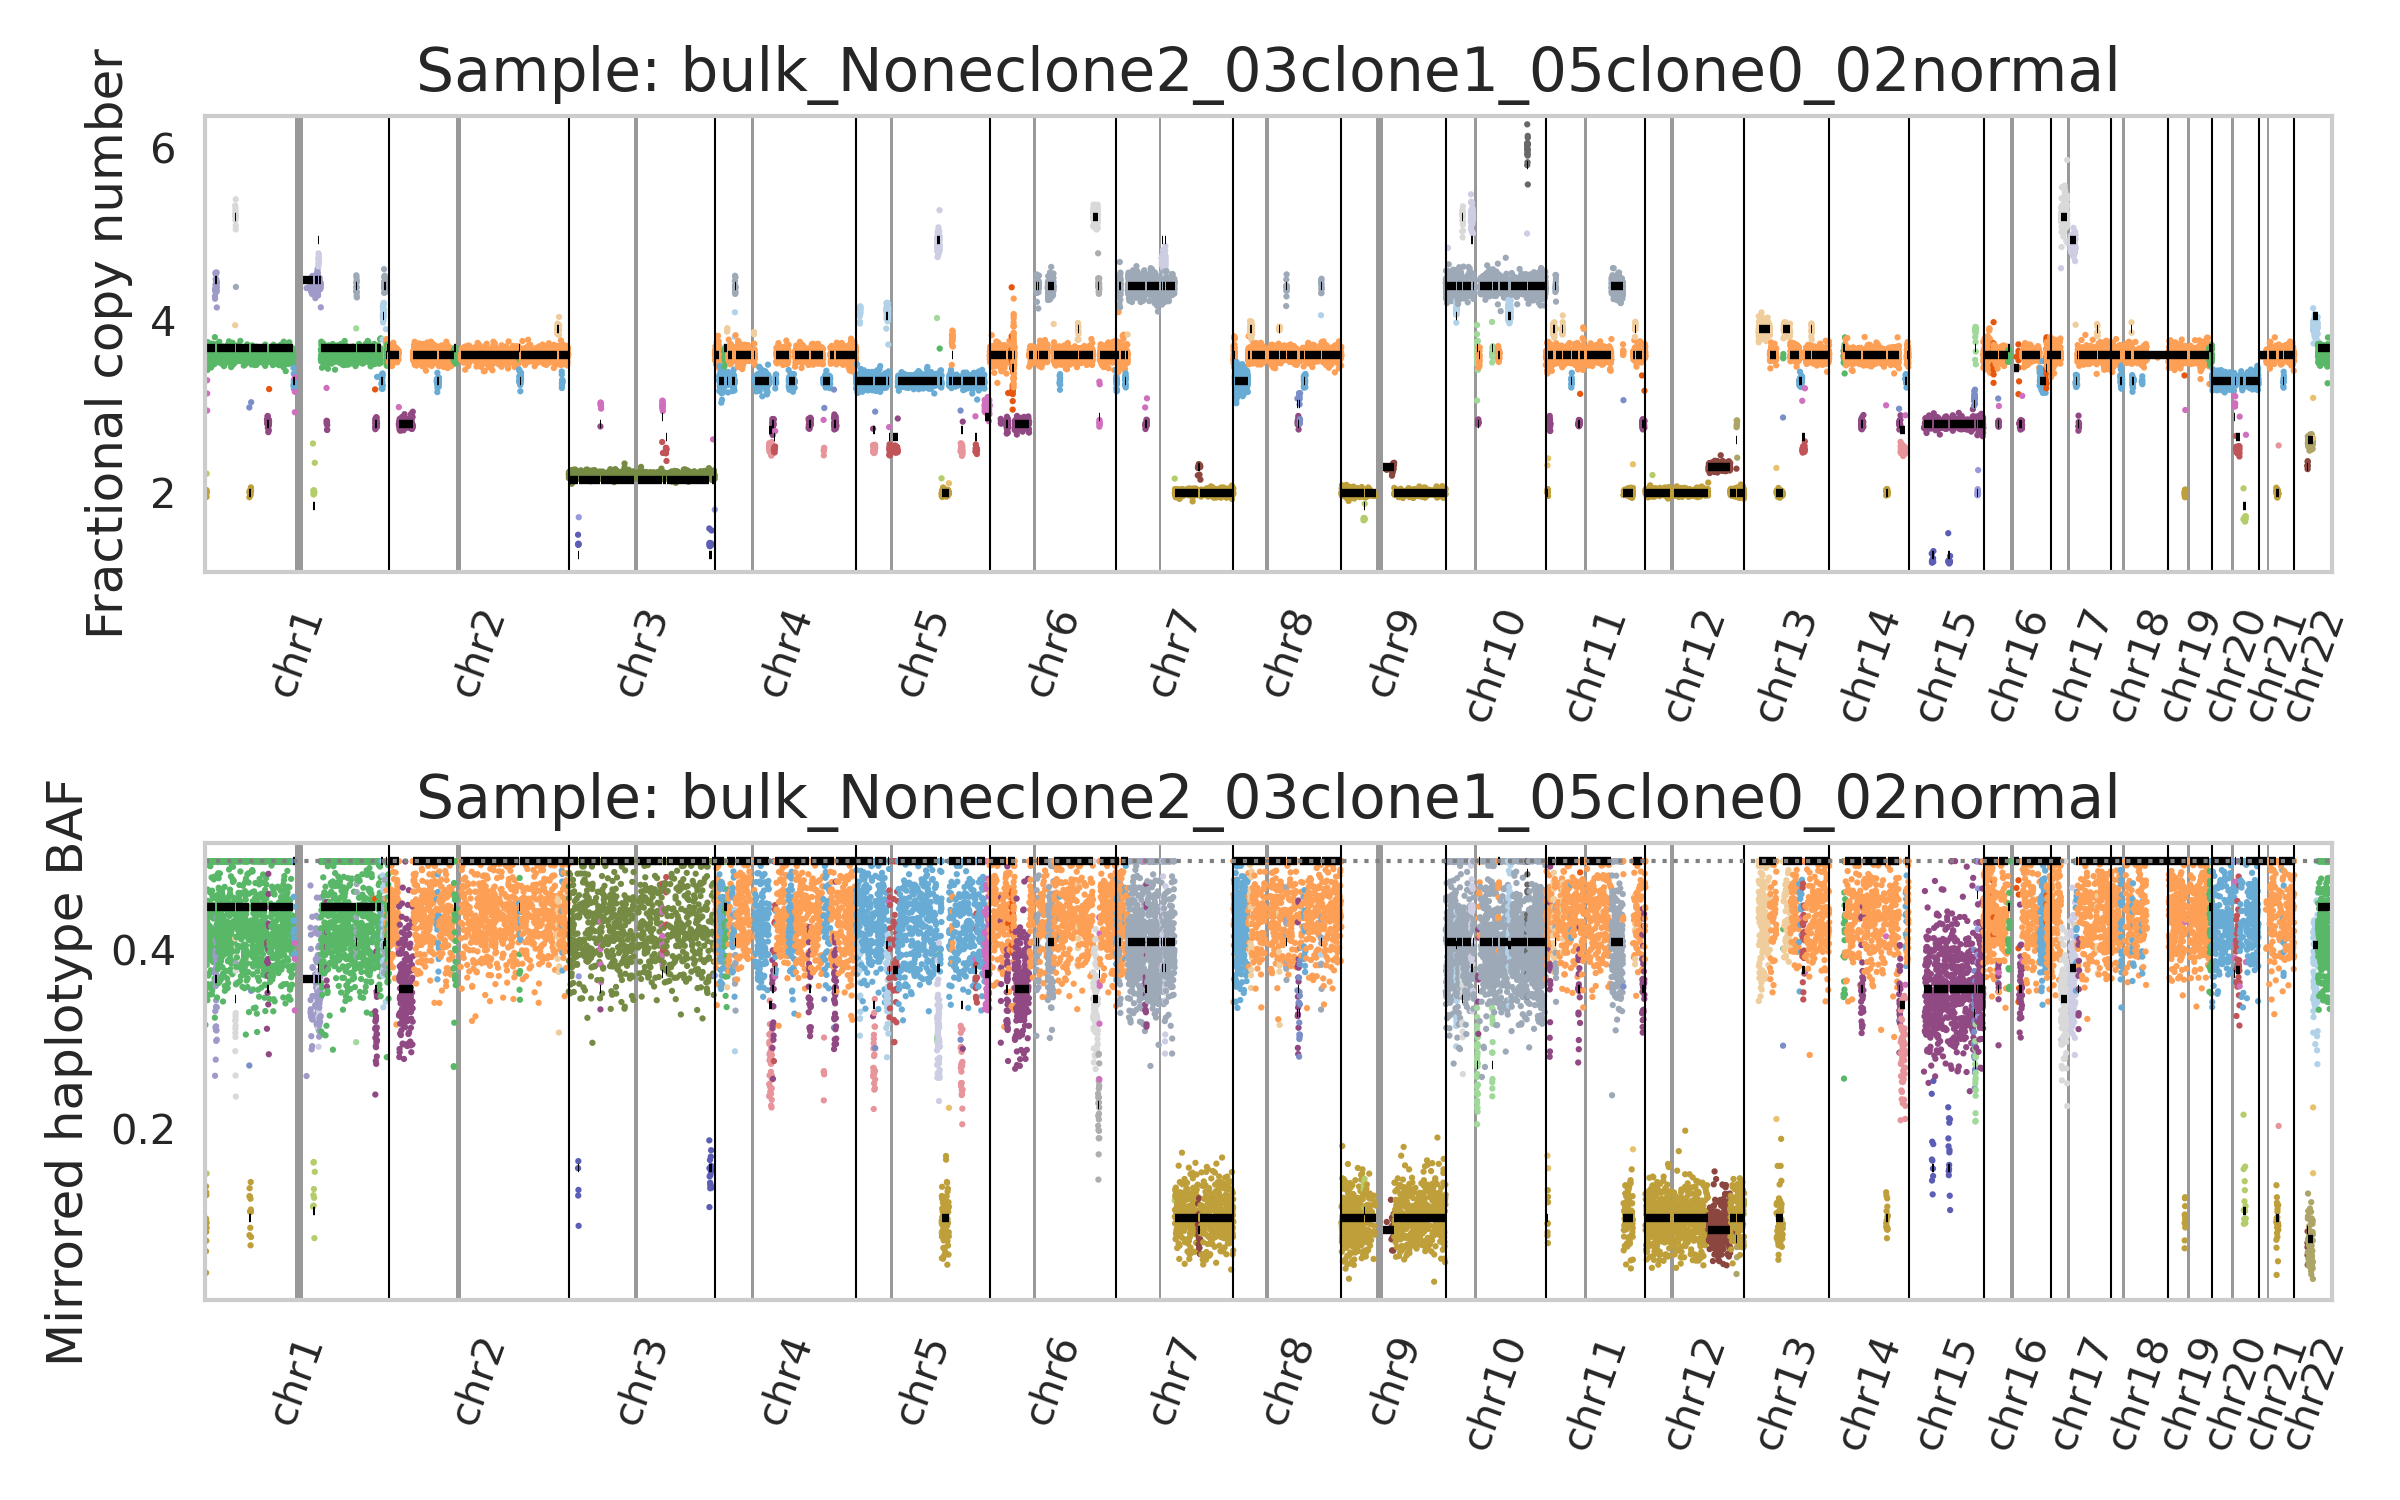 Sample: bulk_Noneclone2_03clone1_05clone0_02normal
Fractional copy number
6
4
2
chr1
chr2
chr3
chr4
chr5
chr6
chr7
chr8
chr9
chr10
chr11
chr12
chr13
chr14
chr15
chr16
chr17
chr18
chr19
chr20
chr21
chr22
Sample: bulk_Noneclone2_03clone1_05clone0_02normal
Mirrored haplotype BAF
0.4
0.2
chr1
chr2
chr3
chr4
chr5
chr6
chr7
chr8
chr9
chr10
chr11
chr12
chr13
chr14
chr15
chr16
chr17
chr18
chr19
chr20
chr21
chr22